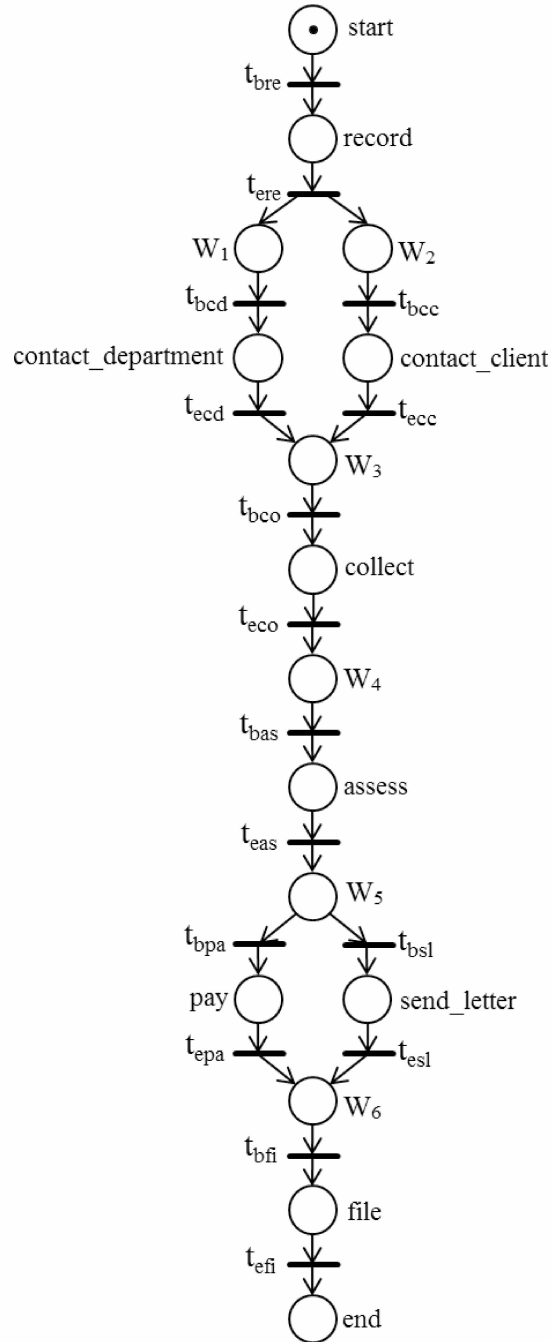 start
t_bre
record
t_ere
W_1 W_2
t_bcd t_bcc
contact_department contact_client
t_ecd t_ecc
W_3
t_bco
collect
t_eco
W_4
t_bas
assess
t_eas
W_5
t_bpa t_bsl
pay send_letter
t_epa t_esl
W_6
t_bfi
file
t_efi
end